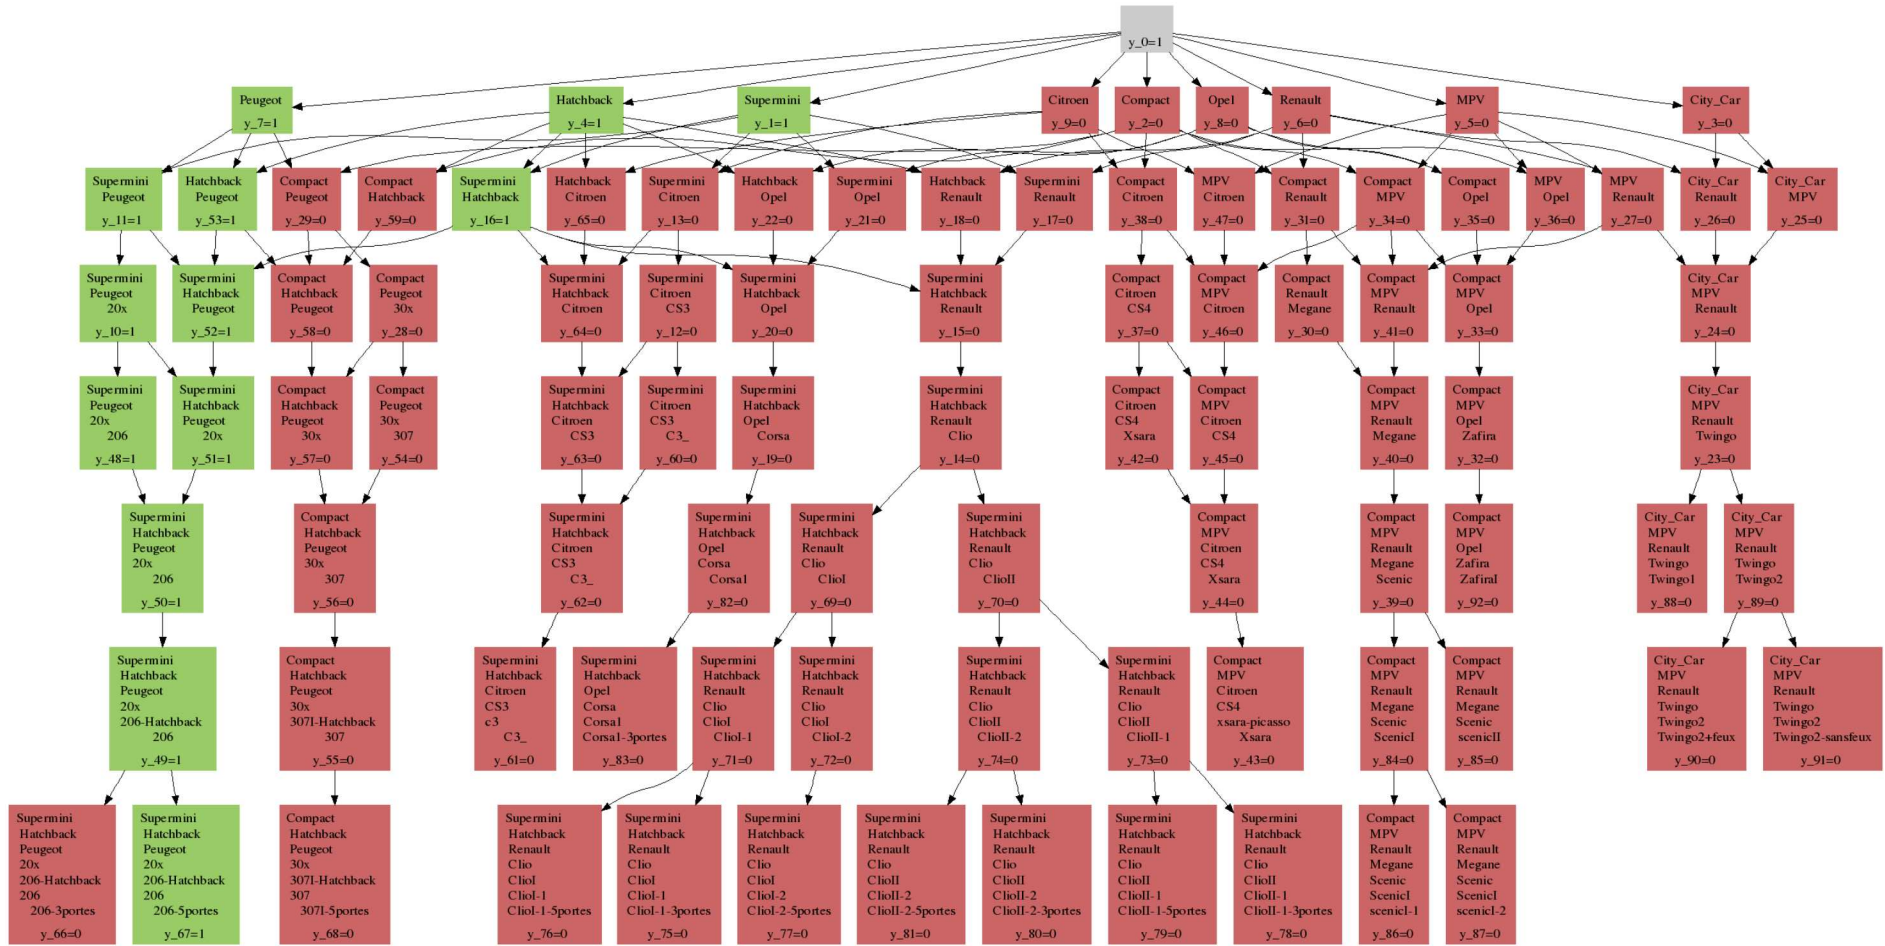 y_0=1
Peugeot
y_7=1
Hatchback
y_4=1
Supermini
y_1=1
Citroen
y_9=0
Compact
y_2=0
Opel
y_8=0
Renault
y_6=0
MPV
y_5=0
City_Car
y_3=0
Supermini
Peugeot
y_11=1
Hatchback
Peugeot
y_53=1
Compact
Peugeot
y_29=0
Compact
Hatchback
y_59=0
Supermini
Hatchback
y_16=1
Hatchback
Citroen
y_65=0
Supermini
Citroen
y_13=0
Hatchback
Opel
y_22=0
Supermini
Opel
y_21=0
Hatchback
Renault
y_18=0
Supermini
Renault
y_17=0
Compact
Citroen
y_38=0
MPV
Citroen
y_47=0
Compact
Renault
y_31=0
Compact
MPV
y_34=0
Compact
Opel
y_35=0
MPV
Opel
y_36=0
MPV
Renault
y_27=0
City_Car
Renault
y_26=0
City_Car
MPV
y_25=0
Supermini
Peugeot
20x
y_10=1
Supermini
Hatchback
Peugeot
y_52=1
Compact
Hatchback
Peugeot
y_58=0
Compact
Peugeot
30x
y_28=0
Supermini
Hatchback
Citroen
y_64=0
Supermini
Citroen
CS3
y_12=0
Supermini
Hatchback
Opel
y_20=0
Supermini
Hatchback
Renault
y_15=0
Compact
Citroen
CS4
y_37=0
Compact
MPV
Citroen
y_46=0
Compact
Renault
Megane
y_30=0
Compact
MPV
Renault
y_41=0
Compact
MPV
Opel
y_33=0
City_Car
MPV
Renault
y_24=0
Supermini
Peugeot
20x
206
y_48=1
Supermini
Hatchback
Peugeot
20x
y_51=1
Compact
Hatchback
Peugeot
30x
y_57=0
Compact
Peugeot
30x
307
y_54=0
Supermini
Hatchback
Citroen
CS3
y_63=0
Supermini
Citroen
CS3
C3_
y_60=0
Supermini
Hatchback
Opel
Corsa
y_19=0
Supermini
Hatchback
Renault
Clio
y_14=0
Compact
Citroen
CS4
Xsara
y_42=0
Compact
MPV
Citroen
CS4
y_45=0
Compact
MPV
Renault
Megane
y_40=0
Compact
MPV
Opel
Zafira
y_32=0
City_Car
MPV
Renault
Twingo
y_23=0
Supermini
Hatchback
Peugeot
20x
206
y_50=1
Compact
Hatchback
Peugeot
30x
307
y_56=0
Supermini
Hatchback
Citroen
CS3
C3_
y_62=0
Supermini
Hatchback
Opel
Corsa
Corsa1
y_82=0
Supermini
Hatchback
Renault
Clio
ClioI
y_69=0
Supermini
Hatchback
Renault
Clio
ClioII
y_70=0
Compact
MPV
Citroen
CS4
Xsara
y_44=0
Compact
MPV
Renault
Megane
Scenic
y_39=0
Compact
MPV
Opel
Zafira
ZafiraI
y_92=0
City_Car
MPV
Renault
Twingo
Twingo1
y_88=0
City_Car
MPV
Renault
Twingo
Twingo2
y_89=0
Supermini
Hatchback
Peugeot
20x
206-Hatchback
206
y_49=1
Compact
Hatchback
Peugeot
30x
307I-Hatchback
307
y_55=0
Supermini
Hatchback
Citroen
CS3
c3
C3_
y_61=0
Supermini
Hatchback
Opel
Corsa
Corsa1
Corsa1-3portes
y_83=0
Supermini
Hatchback
Renault
Clio
ClioI
ClioI-1
y_71=0
Supermini
Hatchback
Renault
Clio
ClioI
ClioI-2
y_72=0
Supermini
Hatchback
Renault
Clio
ClioII
ClioII-2
y_74=0
Supermini
Hatchback
Renault
Clio
ClioII
ClioII-1
y_73=0
Compact
MPV
Citroen
CS4
xsara-picasso
Xsara
y_43=0
Compact
MPV
Renault
Megane
Scenic
ScenicI
y_84=0
Compact
MPV
Renault
Megane
Scenic
scenicII
y_85=0
City_Car
MPV
Renault
Twingo
Twingo2
Twingo2+feux
y_90=0
City_Car
MPV
Renault
Twingo
Twingo2
Twingo2-sansfeux
y_91=0
Supermini
Hatchback
Peugeot
20x
206-Hatchback
206
206-3portes
y_66=0
Supermini
Hatchback
Peugeot
20x
206-Hatchback
206
206-5portes
y_67=1
Compact
Hatchback
Peugeot
30x
307I-Hatchback
307
307I-5portes
y_68=0
Supermini
Hatchback
Renault
Clio
ClioI
ClioI-1
ClioI-1-5portes
y_76=0
Supermini
Hatchback
Renault
Clio
ClioI
ClioI-1
ClioI-1-3portes
y_75=0
Supermini
Hatchback
Renault
Clio
ClioI
ClioI-2
ClioI-2-5portes
y_77=0
Supermini
Hatchback
Renault
Clio
ClioII
ClioII-2
ClioII-2-5portes
y_81=0
Supermini
Hatchback
Renault
Clio
ClioII
ClioII-2
ClioII-2-3portes
y_80=0
Supermini
Hatchback
Renault
Clio
ClioII
ClioII-1
ClioII-1-5portes
y_79=0
Supermini
Hatchback
Renault
Clio
ClioII
ClioII-1
ClioII-1-3portes
y_78=0
Compact
MPV
Renault
Megane
Scenic
ScenicI
scenicI-1
y_86=0
Compact
MPV
Renault
Megane
Scenic
ScenicI
scenicI-2
y_87=0